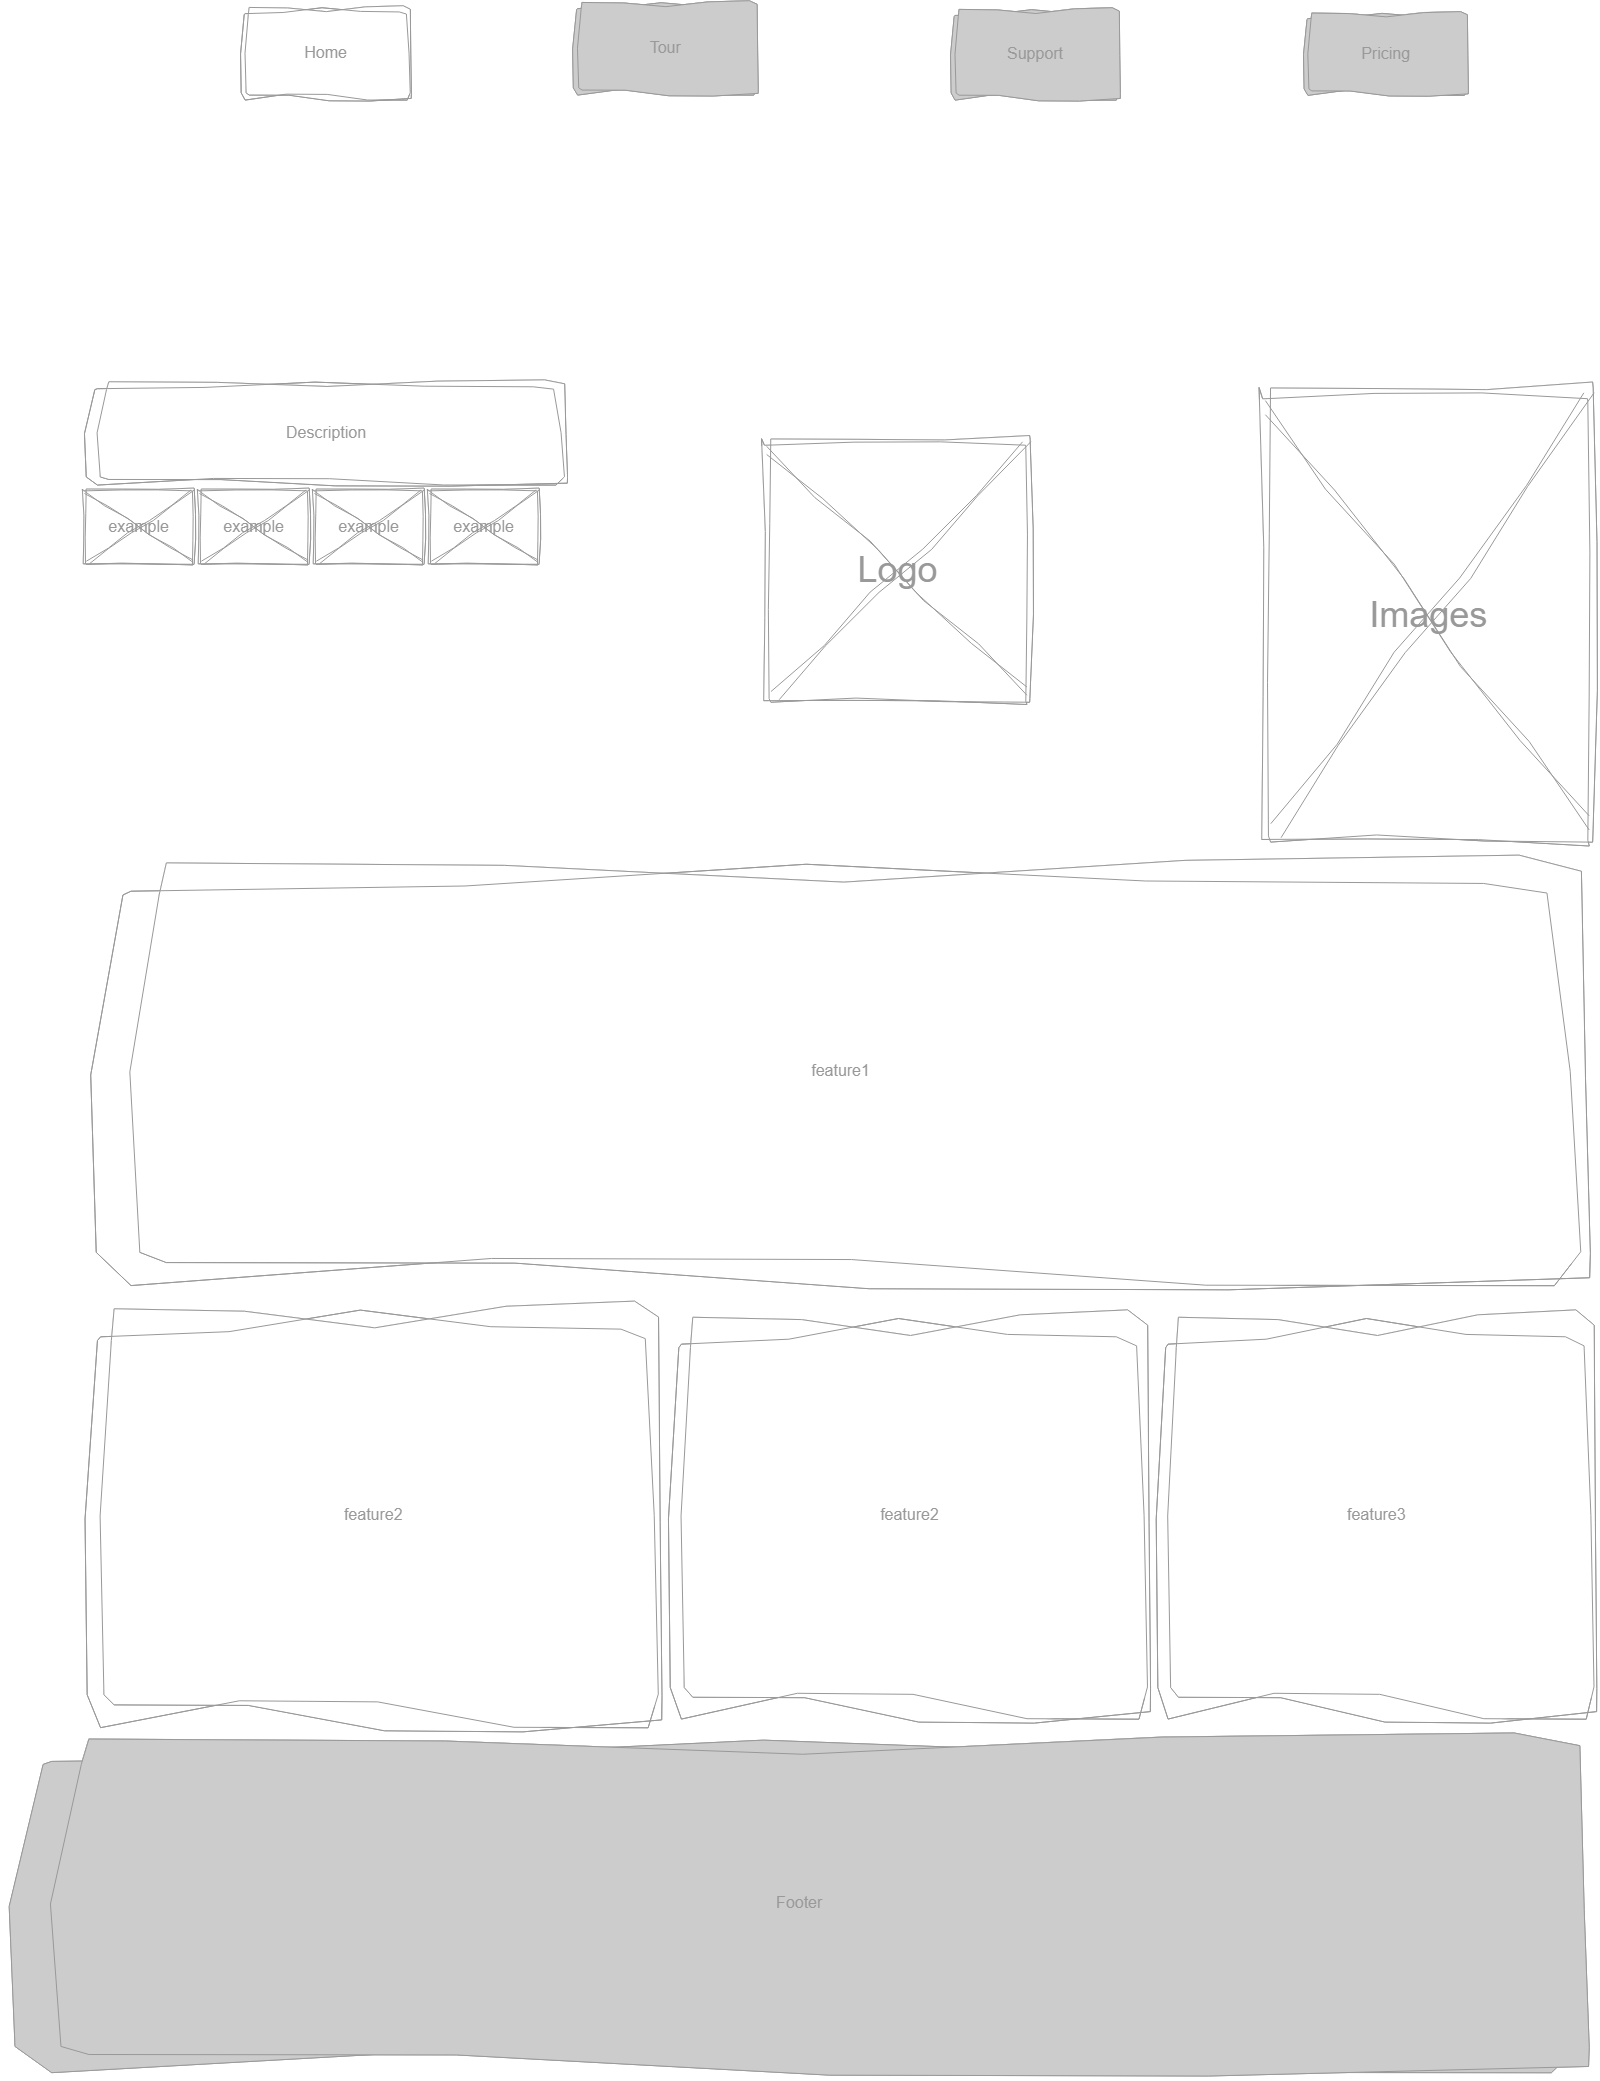 Home
Tour
Support
Pricing
Description
example
example
example
example
Logo
Images
feature1
feature2
feature2
feature3
Footer